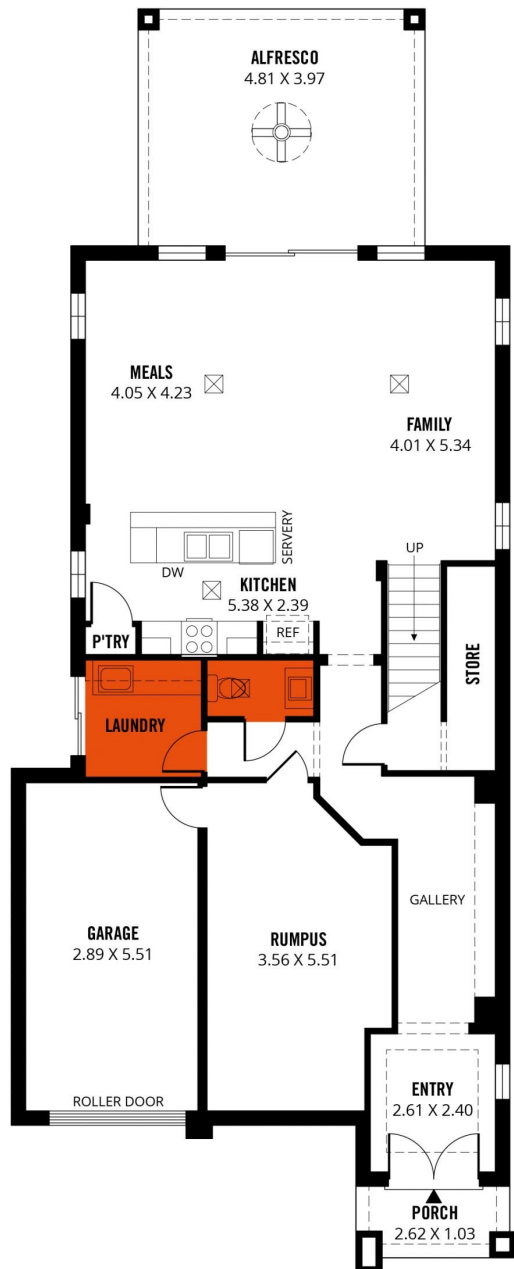 ALFRESCO
4.81 X 3.97
MEALS
4.05 X 4.23
FAMILY
4.01 X 5.34
SERVERY
UP
DW
KITCHEN
5.38 X 2.39
P'TRY
REF
STORE
LAUNDRY
GALLERY
GARAGE
2.89 X 5.51
RUMPUS
3.56 X 5.51
ROLLER DOOR
ENTRY
2.61 X 2.40
PORCH
2.62 X 1.03